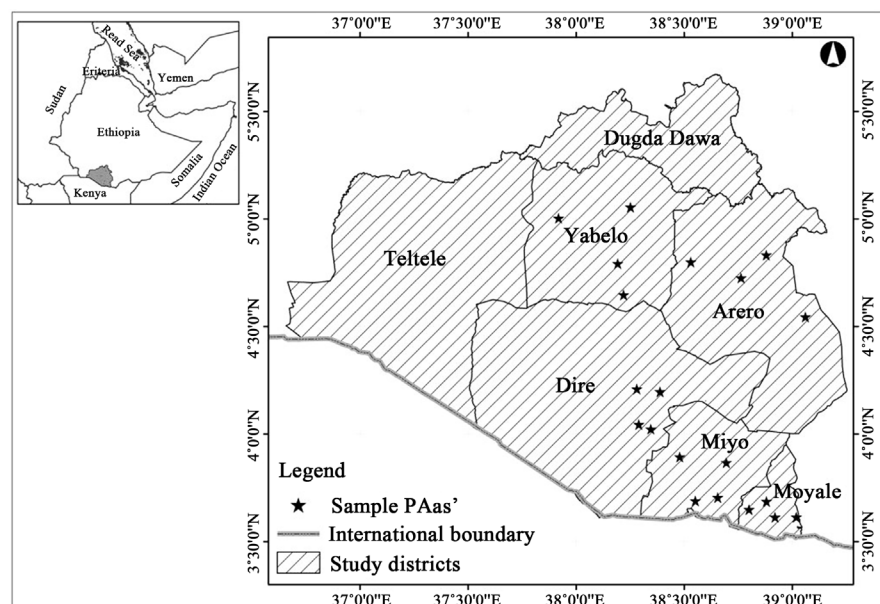 37°0'0"N
37°30'0"N
38°0'0"N
38°30'0"N
39°0'0"N
Read Sea
Eriteria
Yemen
Sudan
Ethiopia
Somalia
Indian Ocean
Kenya
5°30'0"N
5°0'0"N
4°30'0"N
4°0'0"N
3°30'0"N
Dugda Dawa
Yabelo
Teltele
Arero
Dire
Miyo
Moyale
Legend
Sample PAas’
International boundary
Study districts
5°30'0"N
5°0'0"N
4°30'0"N
4°0'0"N
3°30'0"N
37°0'0"N
37°30'0"N
38°0'0"N
38°30'0"N
39°0'0"N